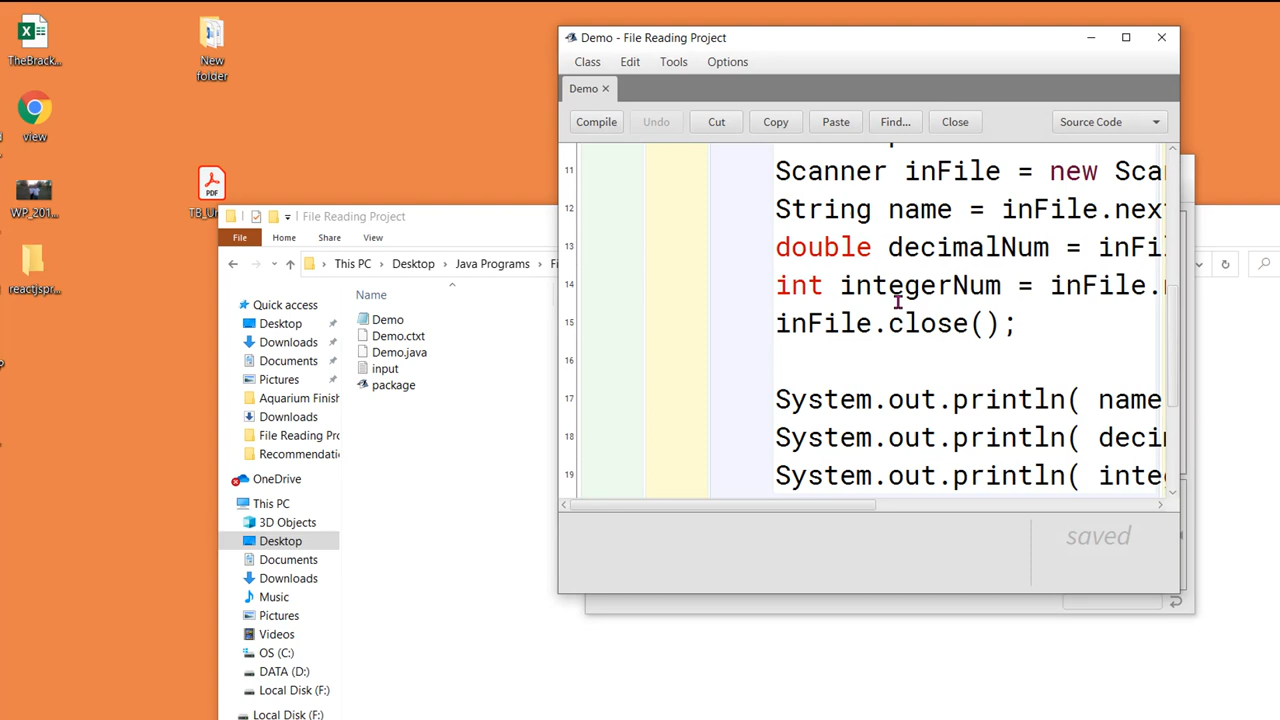 TheBrack...
New
folder
view
WP_201...
TB_Ur
reactjspr...
Demo - File Reading Project
Class Edit Tools Options
Demo ×
Compile Undo Cut Copy Paste Find... Close Source Code
11 Scanner inFile = new Sca
12 String name = inFile.nex
13 double decimalNum = inFi
14 int integerNum = inFile.
15 inFile.close();
16
17 System.out.println( name
18 System.out.println( deci
19 System.out.println( inte
saved
File Reading Project
File Home Share View
This PC Desktop Java Programs Fi
Name
Demo
Demo.ctxt
Demo.java
input
package
Quick access
Desktop
Downloads
Documents
Pictures
Aquarium Finish
Downloads
File Reading Pro
Recommendati
OneDrive
This PC
3D Objects
Desktop
Documents
Downloads
Music
Pictures
Videos
OS (C:)
DATA (D:)
Local Disk (F:)
Local Disk (F:)